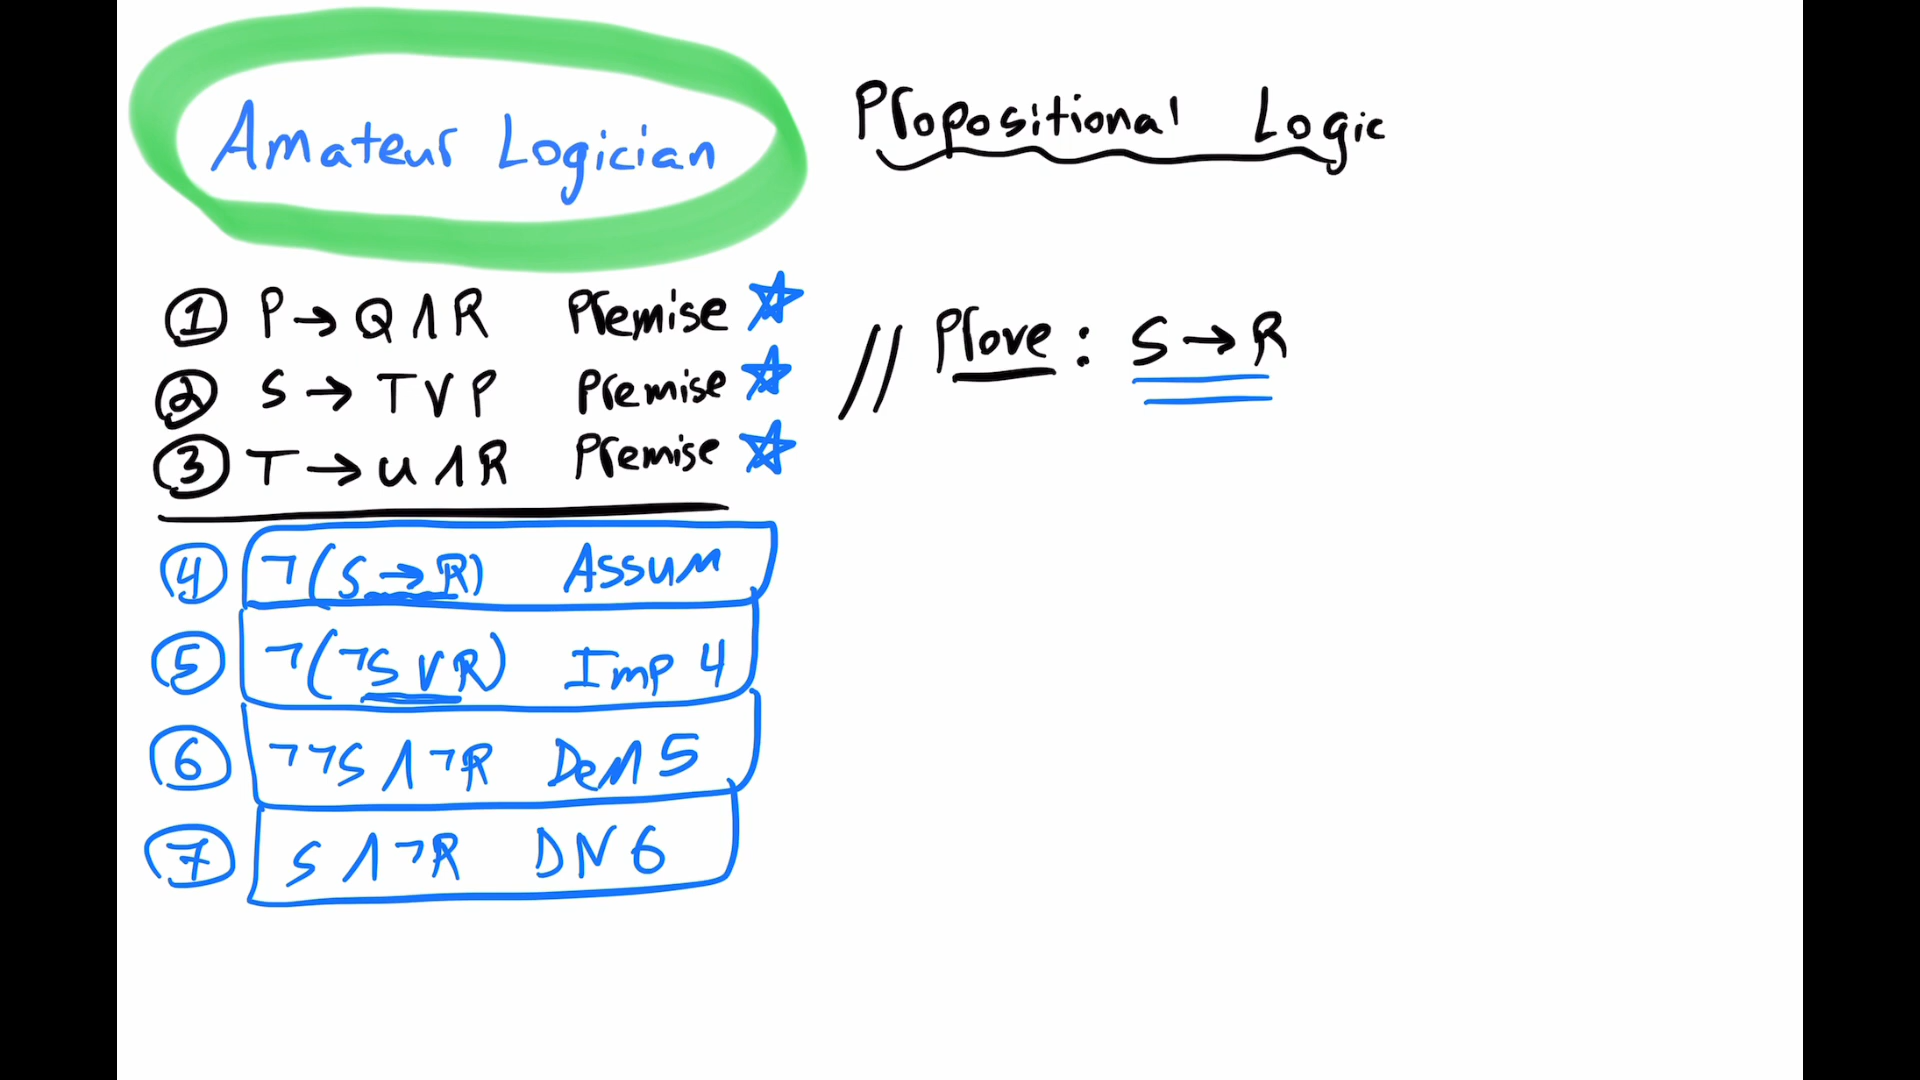 Amateur Logician
Propositional Logic
① P → Q ∧ R Premise
② S → T ∨ P Premise
③ T → U ∧ R Premise
// Prove: S → R
④ ¬(S → R) Assum
⑤ ¬(¬S ∨ R) Imp 4
⑥ ¬¬S ∧ ¬R DeM 5
⑦ S ∧ ¬R DN 6